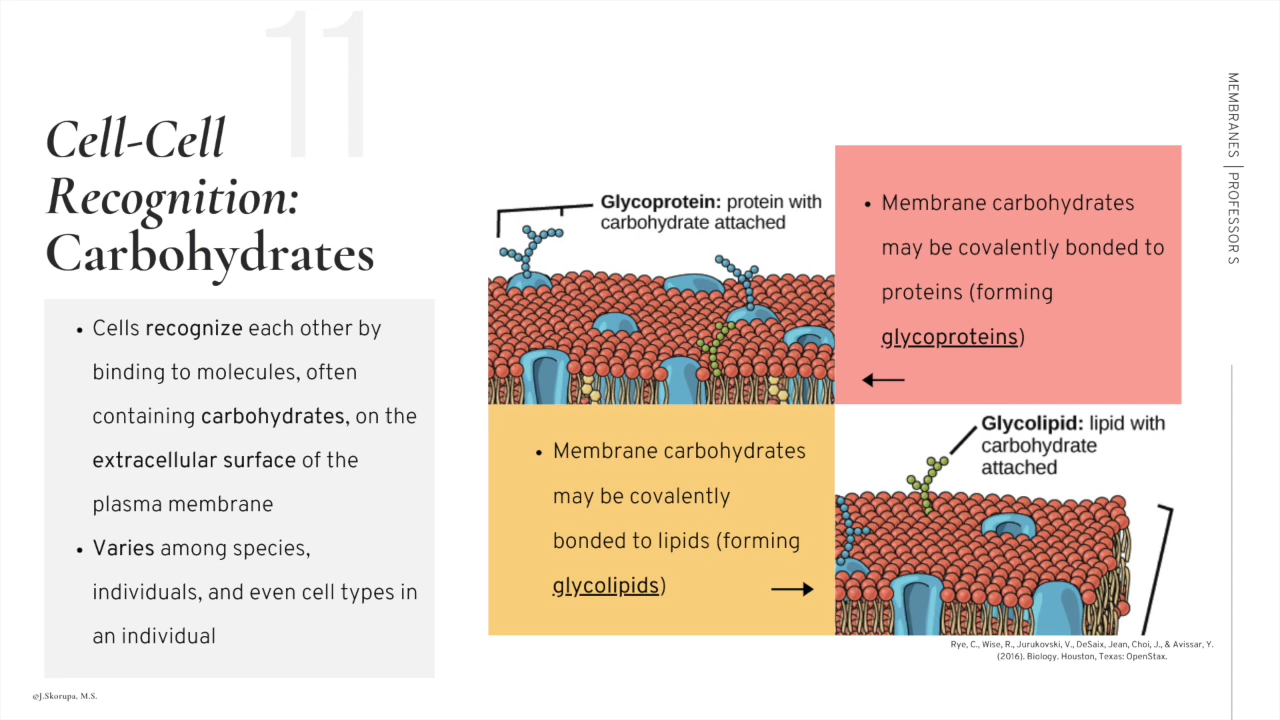 11
Cell-Cell
Recognition:
Carbohydrates
• Cells recognize each other by
binding to molecules, often
containing carbohydrates, on the
extracellular surface of the
plasma membrane
• Varies among species,
individuals, and even cell types in
an individual
@J.Skorupa, M.S.
Glycoprotein: protein with
carbohydrate attached
• Membrane carbohydrates
may be covalently bonded to
proteins (forming
glycoproteins)
• Membrane carbohydrates
may be covalently
bonded to lipids (forming
glycolipids)
Glycolipid: lipid with
carbohydrate
attached
Rye, C., Wise, R., Jurukovski, V., DeSaix, Jean, Choi, J., & Avissar, Y.
(2016). Biology. Houston, Texas: OpenStax.
MEMBRANES | PROFESSORS